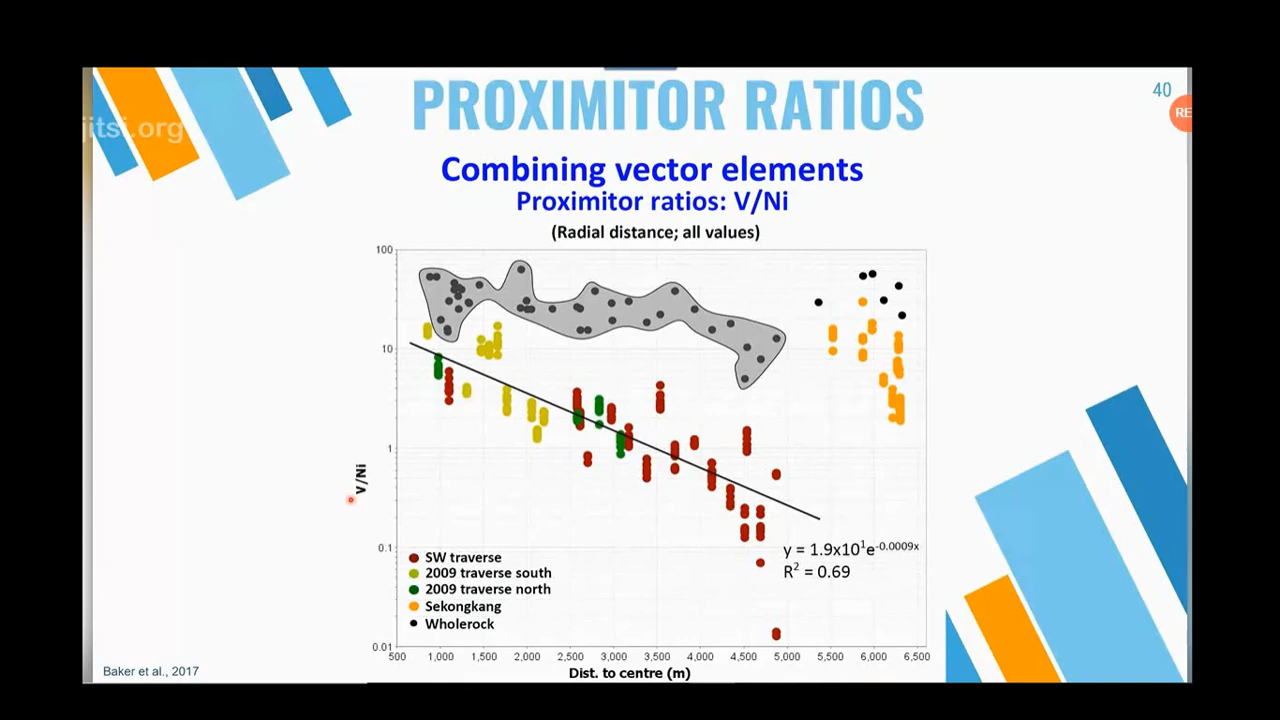 PROXIMITOR RATIOS
40
RE
jitsi.org
Combining vector elements
Proximitor ratios: V/Ni
(Radial distance; all values)
100
10
1
0.1
0.01
V/Ni
SW traverse
2009 traverse south
2009 traverse north
Sekongkang
Wholerock
y = 1.9x10¹e⁻⁰·⁰⁰⁰⁹ˣ
R² = 0.69
500 1,000 1,500 2,000 2,500 3,000 3,500 4,000 4,500 5,000 5,500 6,000 6,500
Dist. to centre (m)
Baker et al., 2017